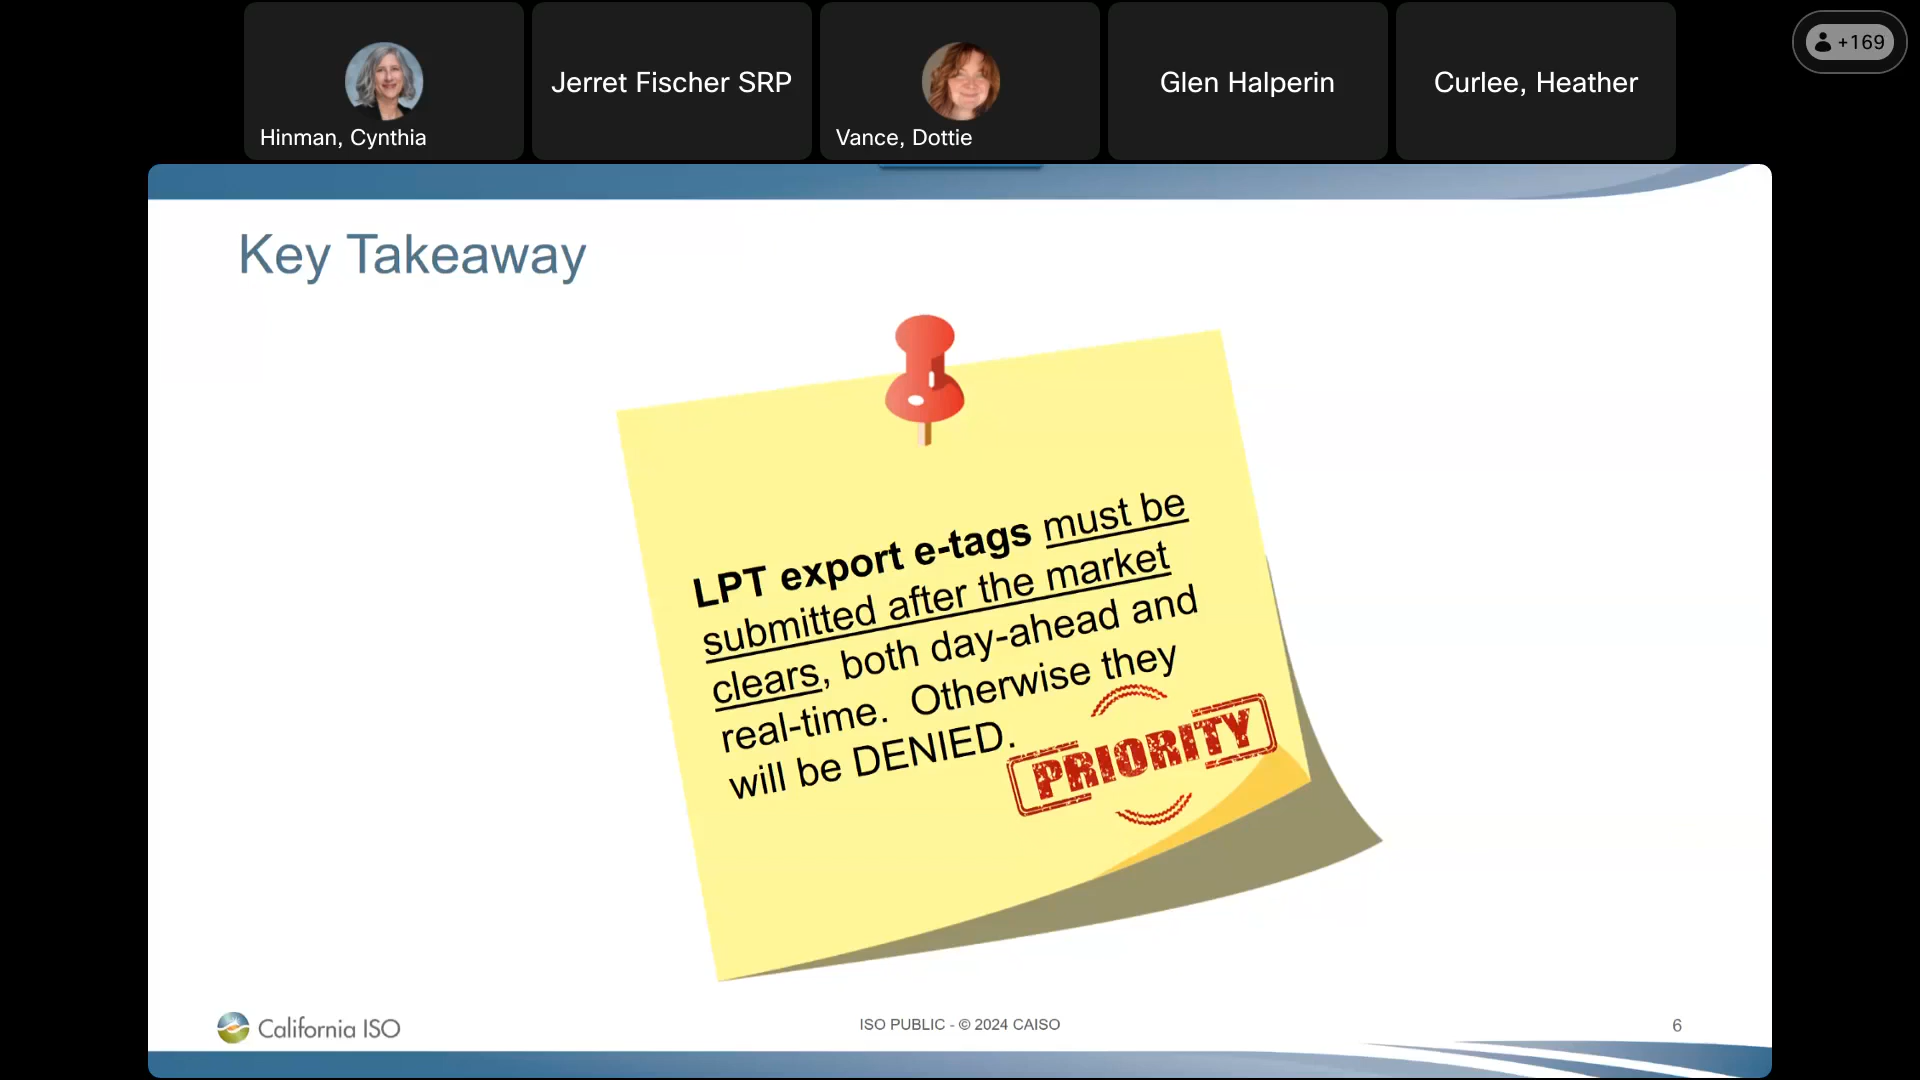 Hinman, Cynthia
Jerret Fischer SRP
Vance, Dottie
Glen Halperin
Curlee, Heather
+169
Key Takeaway
LPT export e-tags must be
submitted after the market
clears, both day-ahead and
real-time.  Otherwise they
will be DENIED.
PRIORITY
California ISO
ISO PUBLIC - © 2024 CAISO
6